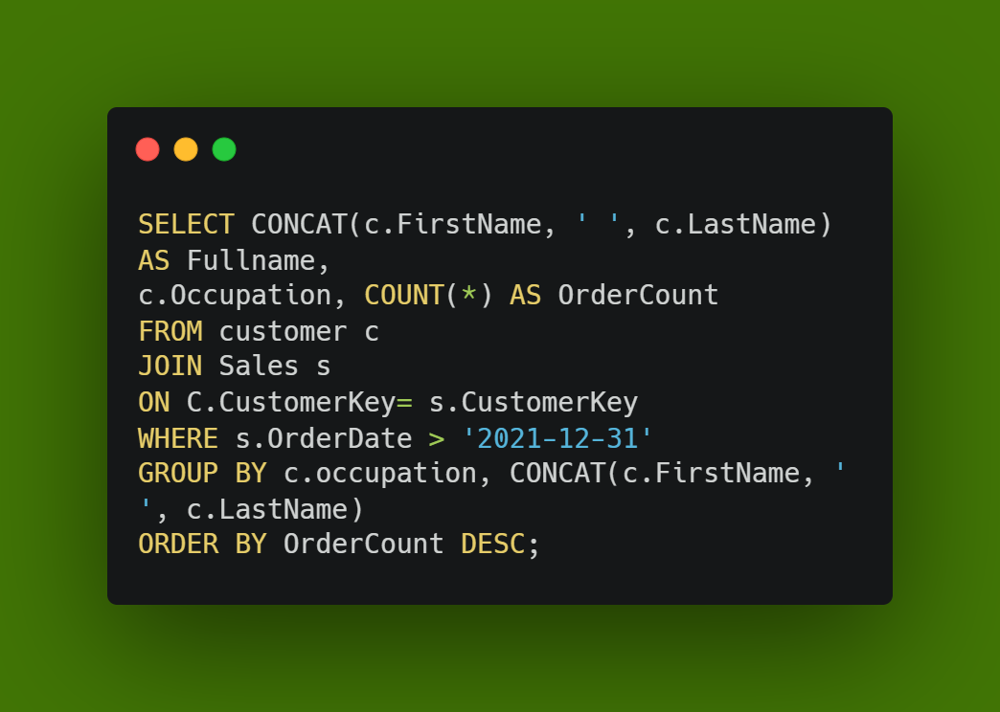 SELECT CONCAT(c.FirstName, ' ', c.LastName)
AS Fullname,
c.Occupation, COUNT(*) AS OrderCount
FROM customer c
JOIN Sales s
ON C.CustomerKey= s.CustomerKey
WHERE s.OrderDate > '2021-12-31'
GROUP BY c.occupation, CONCAT(c.FirstName, '
', c.LastName)
ORDER BY OrderCount DESC;